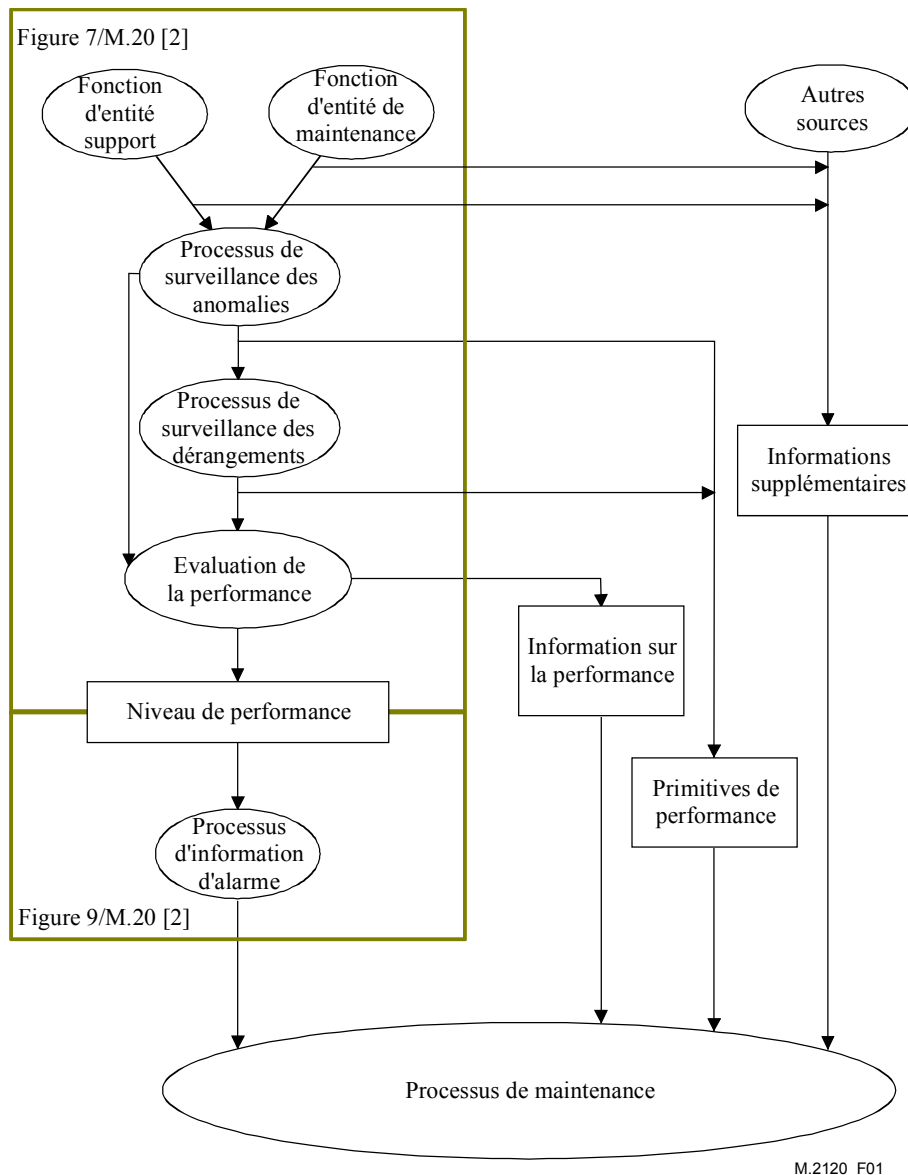 Figure 7/M.20 [2]
Fonction
d'entité
support
Fonction
d'entité de
maintenance
Autres
sources
Processus de
surveillance des
anomalies
Processus de
surveillance des
dérangements
Informations
supplémentaires
Evaluation de
la performance
Information sur
la performance
Niveau de performance
Primitives de
performance
Processus
d'information
d'alarme
Figure 9/M.20 [2]
Processus de maintenance
M.2120_F01